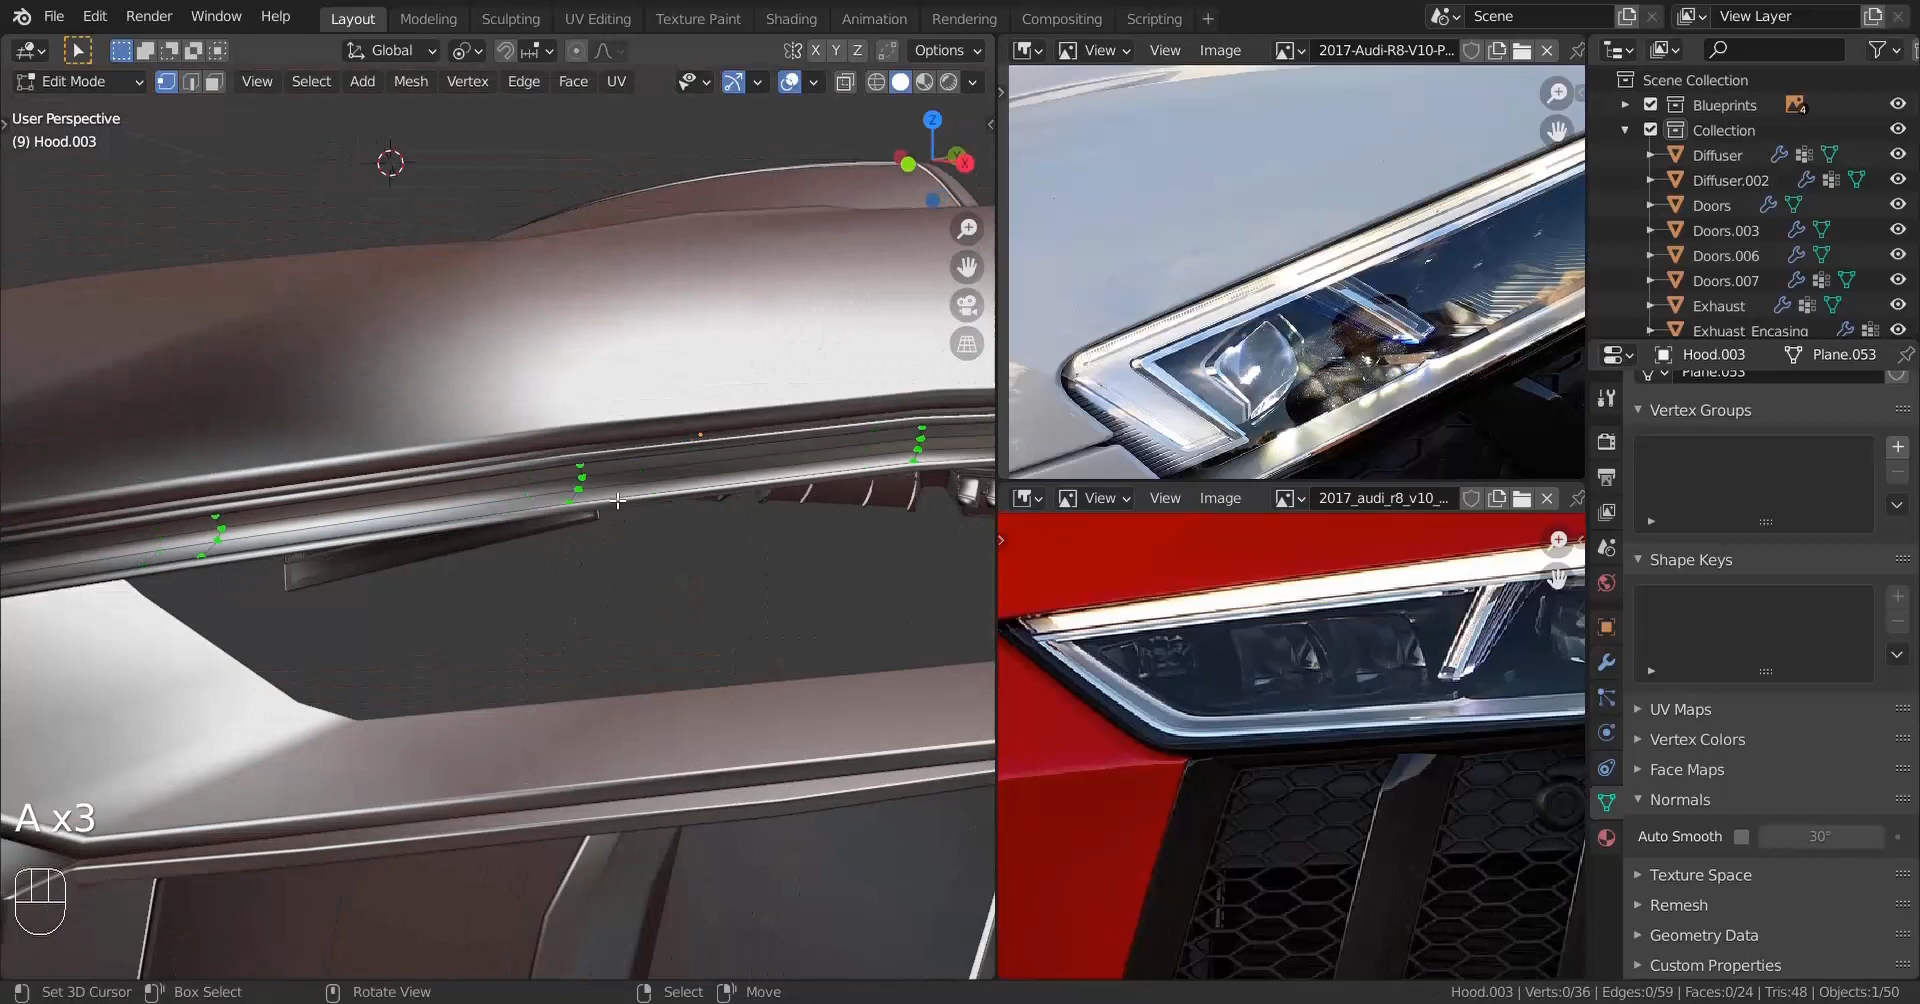 File Edit Render Window Help Layout Modeling Sculpting UV Editing Texture Paint Shading Animation Rendering Compositing Scripting + Scene View Layer
Global X Y Z Options
Edit Mode View Select Add Mesh Vertex Edge Face UV
User Perspective
(9) Hood.003
Z
X
Y
A x3
View View Image 2017-Audi-R8-V10-P...
View View Image 2017_audi_r8_v10_...
Scene Collection
Blueprints 4
Collection
Diffuser
Diffuser.002
Doors
Doors.003
Doors.006
Doors.007
Exhaust
Exhuast Encasing
Hood.003 Plane.053
Plane.053
Vertex Groups
Shape Keys
UV Maps
Vertex Colors
Face Maps
Normals
Auto Smooth 30°
Texture Space
Remesh
Geometry Data
Custom Properties
Set 3D Cursor Box Select Rotate View Select Move Hood.003 | Verts:0/36 | Edges:0/59 | Faces:0/24 | Tris:48 | Objects:1/50